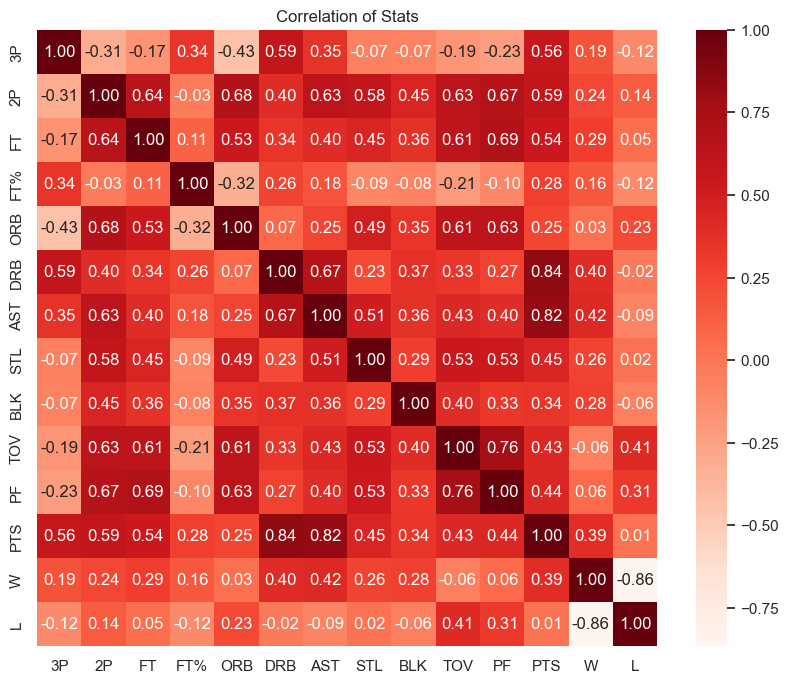 Correlation of Stats
3P 1.00 -0.31 -0.17 0.34 -0.43 0.59 0.35 -0.07 -0.07 -0.19 -0.23 0.56 0.19 -0.12
2P -0.31 1.00 0.64 -0.03 0.68 0.40 0.63 0.58 0.45 0.63 0.67 0.59 0.24 0.14
FT -0.17 0.64 1.00 0.11 0.53 0.34 0.40 0.45 0.36 0.61 0.69 0.54 0.29 0.05
FT% 0.34 -0.03 0.11 1.00 -0.32 0.26 0.18 -0.09 -0.08 -0.21 -0.10 0.28 0.16 -0.12
ORB -0.43 0.68 0.53 -0.32 1.00 0.07 0.25 0.49 0.35 0.61 0.63 0.25 0.03 0.23
DRB 0.59 0.40 0.34 0.26 0.07 1.00 0.67 0.23 0.37 0.33 0.27 0.84 0.40 -0.02
AST 0.35 0.63 0.40 0.18 0.25 0.67 1.00 0.51 0.36 0.43 0.40 0.82 0.42 -0.09
STL -0.07 0.58 0.45 -0.09 0.49 0.23 0.51 1.00 0.29 0.53 0.53 0.45 0.26 0.02
BLK -0.07 0.45 0.36 -0.08 0.35 0.37 0.36 0.29 1.00 0.40 0.33 0.34 0.28 -0.06
TOV -0.19 0.63 0.61 -0.21 0.61 0.33 0.43 0.53 0.40 1.00 0.76 0.43 -0.06 0.41
PF -0.23 0.67 0.69 -0.10 0.63 0.27 0.40 0.53 0.33 0.76 1.00 0.44 0.06 0.31
PTS 0.56 0.59 0.54 0.28 0.25 0.84 0.82 0.45 0.34 0.43 0.44 1.00 0.39 0.01
W 0.19 0.24 0.29 0.16 0.03 0.40 0.42 0.26 0.28 -0.06 0.06 0.39 1.00 -0.86
L -0.12 0.14 0.05 -0.12 0.23 -0.02 -0.09 0.02 -0.06 0.41 0.31 0.01 -0.86 1.00
3P 2P FT FT% ORB DRB AST STL BLK TOV PF PTS W L
1.00
0.75
0.50
0.25
0.00
-0.25
-0.50
-0.75